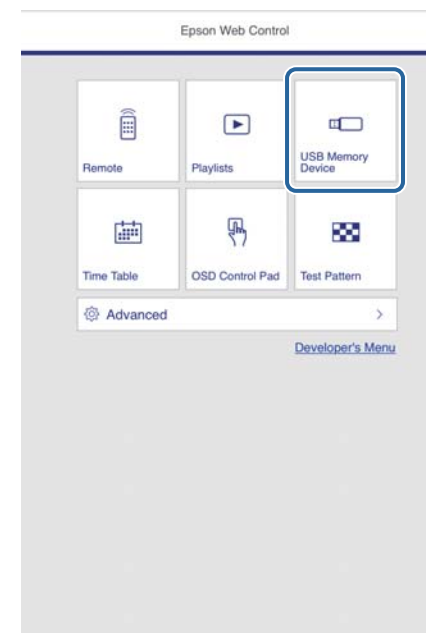 Epson Web Control
Remote
Playlists
USB Memory
Device
Time Table
OSD Control Pad
Test Pattern
Advanced
Developer's Menu